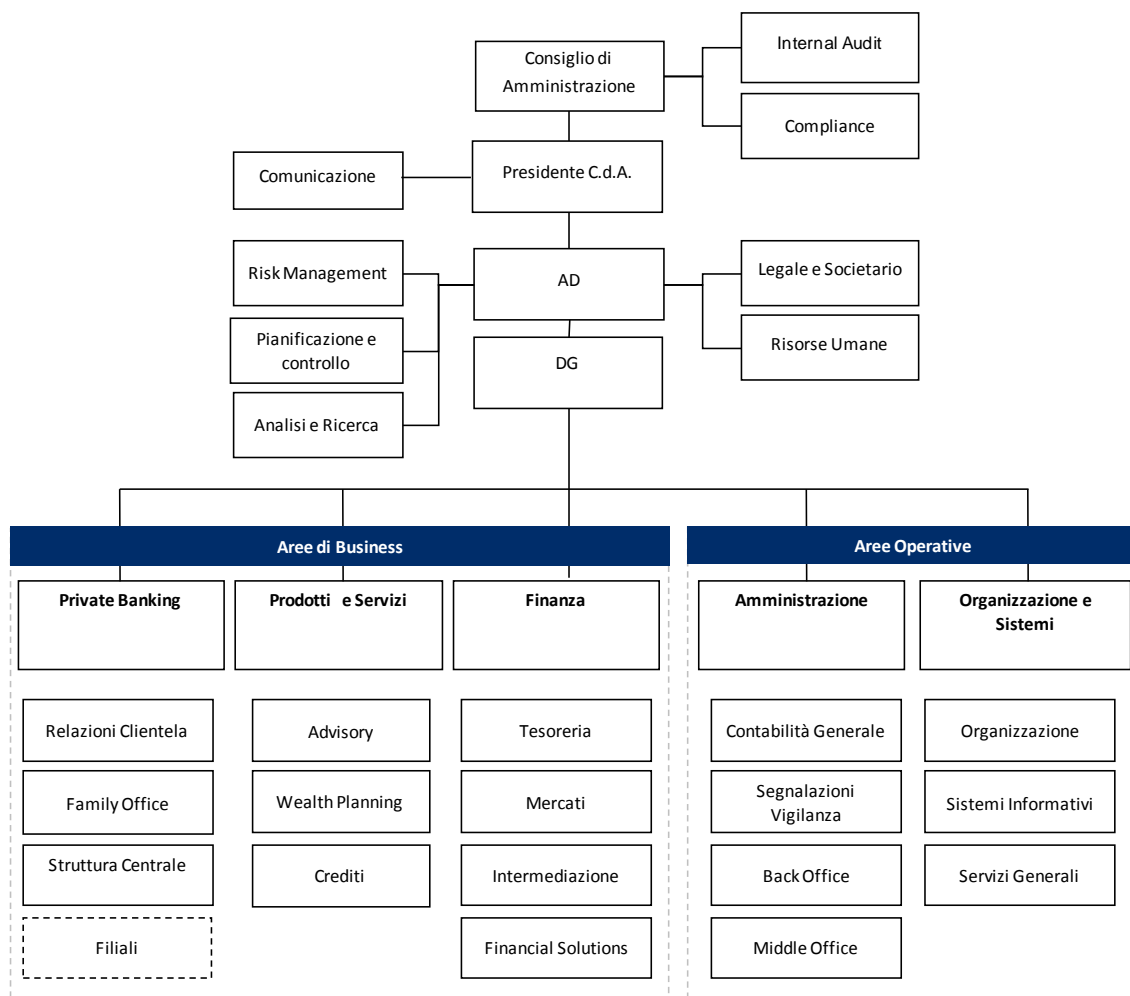 Consiglio di
Amministrazione
Internal Audit
Compliance
Comunicazione
Presidente C.d.A.
Risk Management
AD
Legale e Societario
Pianificazione e
controllo
DG
Risorse Umane
Analisi e Ricerca
Aree di Business
Aree Operative
Private Banking
Prodotti e Servizi
Finanza
Amministrazione
Organizzazione e
Sistemi
Relazioni Clientela
Advisory
Tesoreria
Contabilità Generale
Organizzazione
Family Office
Wealth Planning
Mercati
Segnalazioni
Vigilanza
Sistemi Informativi
Struttura Centrale
Crediti
Intermediazione
Back Office
Servizi Generali
Filiali
Financial Solutions
Middle Office